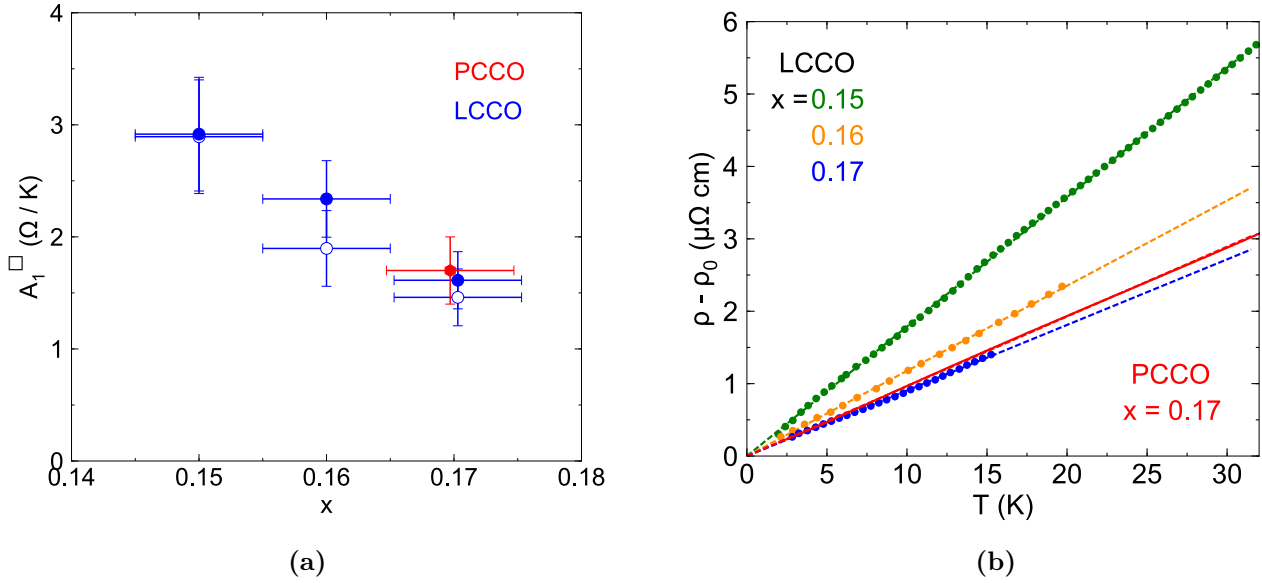 4
3
2
1
0
0.14
0.15
0.16
0.17
0.18
x
A₁□ (Ω / K)
PCCO
LCCO
(a)
6
5
4
3
2
1
0
0
5
10
15
20
25
30
T (K)
ρ - ρ₀ (μΩ cm)
LCCO
x = 0.15
0.16
0.17
PCCO
x = 0.17
(b)